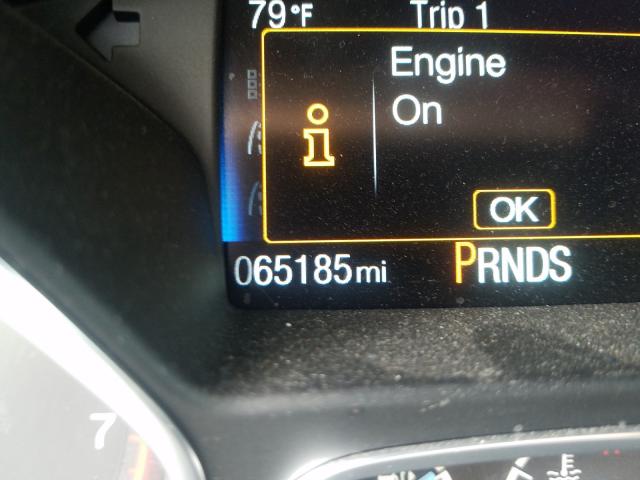 79°F Trip 1
Engine
On
OK
065185mi PRNDS
7